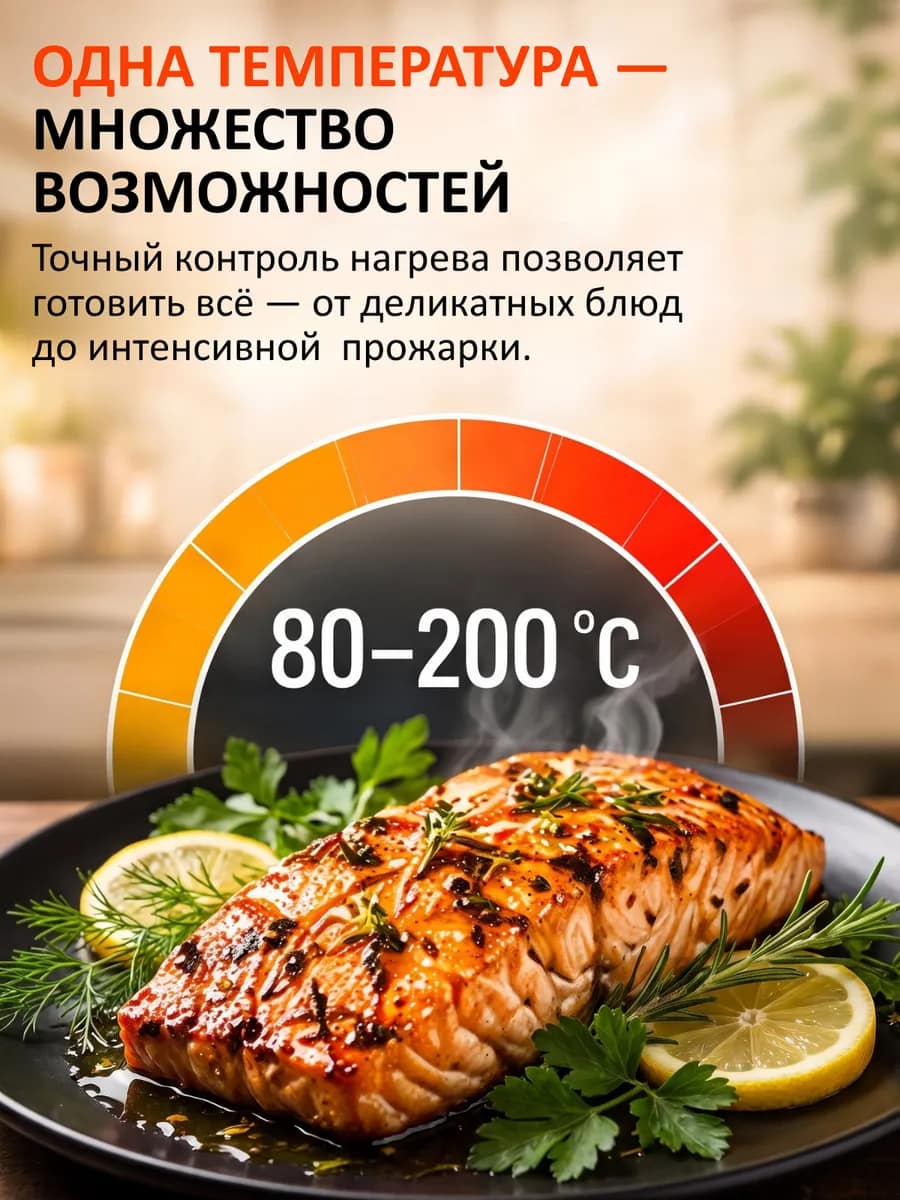 ОДНА ТЕМПЕРАТУРА —
МНОЖЕСТВО
ВОЗМОЖНОСТЕЙ
Точный контроль нагрева позволяет
готовить всё — от деликатных блюд
до интенсивной  прожарки.
80–200 °C